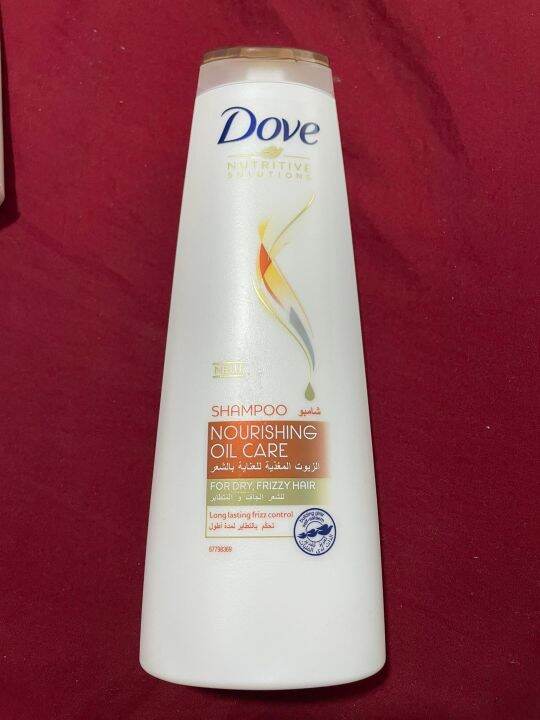 Dove
NUTRITIVE
SOLUTIONS
NEW
SHAMPOO شامبو
NOURISHING
OIL CARE
الزيوت المغذية للعناية بالشعر
FOR DRY, FRIZZY HAIR
للشعر الجاف و المتطاير
Long lasting frizz control
تحكم بالتطاير لمدة أطول
67798369